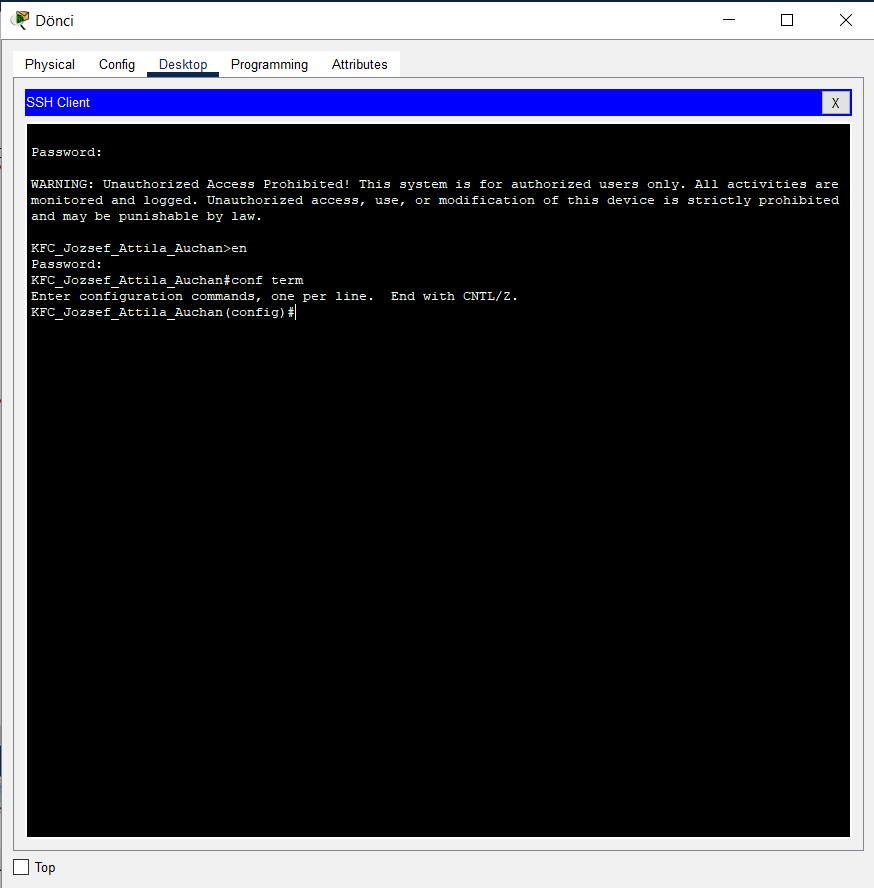 Dönci
Physical Config Desktop Programming Attributes
SSH Client X
Password:
WARNING: Unauthorized Access Prohibited! This system is for authorized users only. All activities are
monitored and logged. Unauthorized access, use, or modification of this device is strictly prohibited
and may be punishable by law.
KFC_Jozsef_Attila_Auchan>en
Password:
KFC_Jozsef_Attila_Auchan#conf term
Enter configuration commands, one per line.  End with CNTL/Z.
KFC_Jozsef_Attila_Auchan(config)#
Top